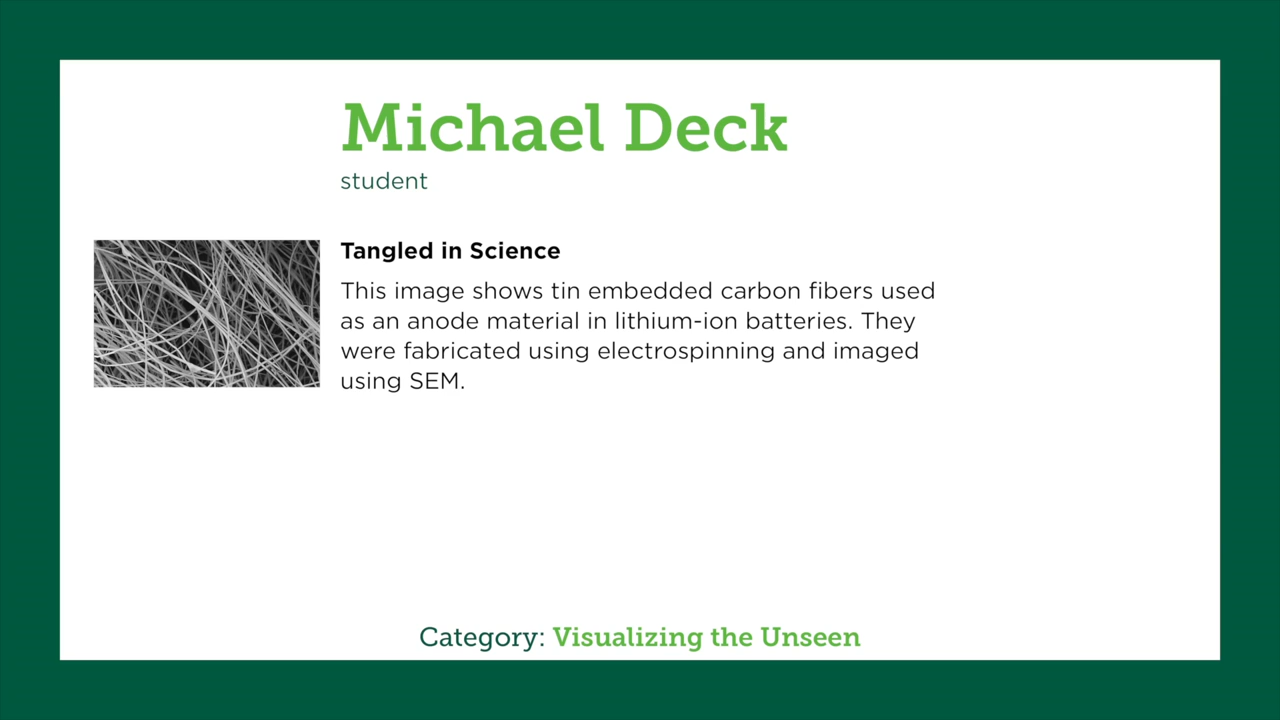 Michael Deck
student
Tangled in Science
This image shows tin embedded carbon fibers used
as an anode material in lithium-ion batteries. They
were fabricated using electrospinning and imaged
using SEM.
Category: Visualizing the Unseen